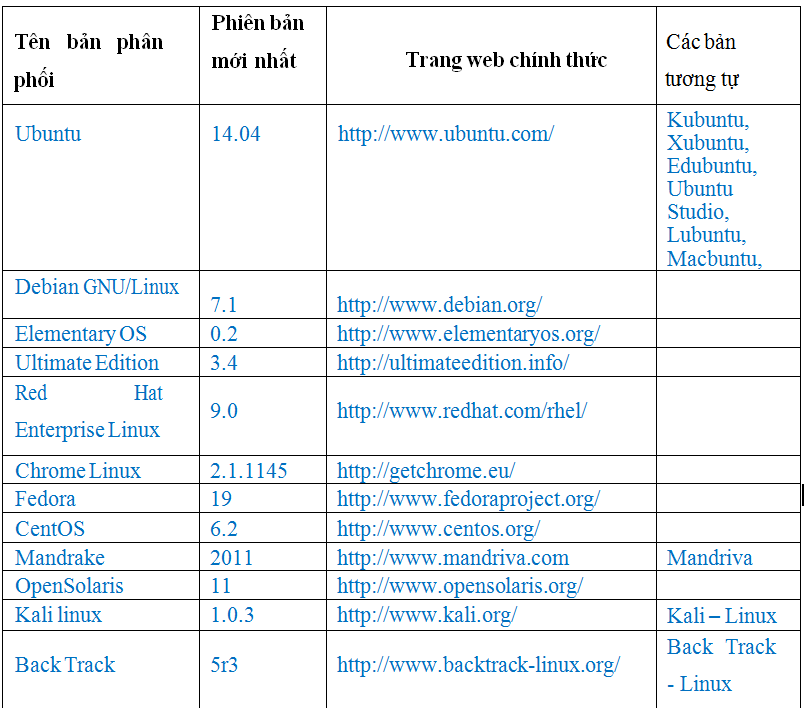 Tên bản phân
phối
Phiên bản
mới nhất
Trang web chính thức
Các bản
tương tự
Ubuntu
14.04
http://www.ubuntu.com/
Kubuntu,
Xubuntu,
Edubuntu,
Ubuntu
Studio,
Lubuntu,
Macbuntu,
Debian GNU/Linux
7.1
http://www.debian.org/
Elementary OS
0.2
http://www.elementaryos.org/
Ultimate Edition
3.4
http://ultimateedition.info/
Red Hat
Enterprise Linux
9.0
http://www.redhat.com/rhel/
Chrome Linux
2.1.1145
http://getchrome.eu/
Fedora
19
http://www.fedoraproject.org/
CentOS
6.2
http://www.centos.org/
Mandrake
2011
http://www.mandriva.com
Mandriva
OpenSolaris
11
http://www.opensolaris.org/
Kali linux
1.0.3
http://www.kali.org/
Kali – Linux
Back Track
5r3
http://www.backtrack-linux.org/
Back Track
- Linux